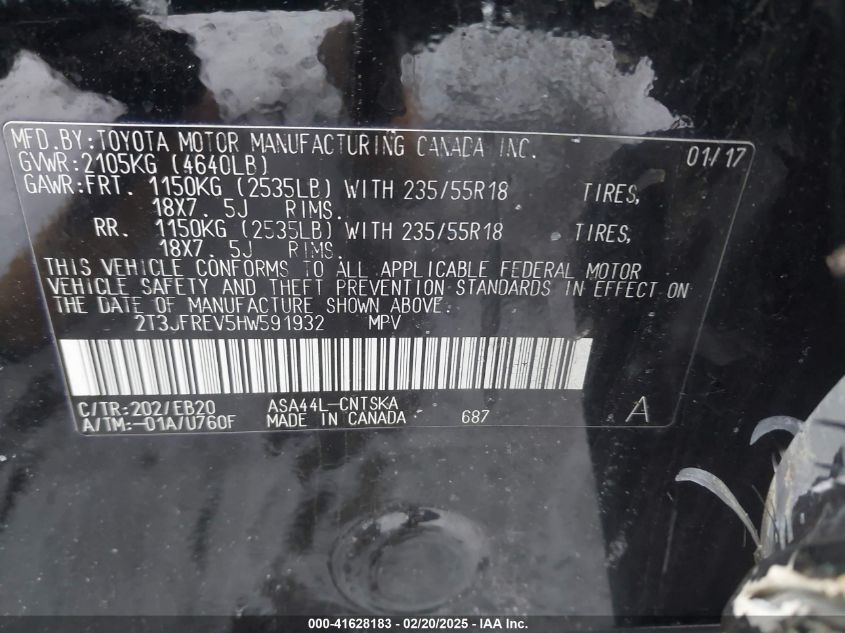 MFD.BY:TOYOTA MOTOR MANUFACTURING CANADA INC. 01/17
GVWR:2105KG (4640LB)
GAWR:FRT. 1150KG (2535LB) WITH 235/55R18 TIRES,
18X7.5J RIMS.
RR. 1150KG (2535LB) WITH 235/55R18 TIRES,
18X7.5J RIMS.
THIS VEHICLE CONFORMS TO ALL APPLICABLE FEDERAL MOTOR
VEHICLE SAFETY AND THEFT PREVENTION STANDARDS IN EFFECT ON
THE DATE OF MANUFACTURE SHOWN ABOVE.
2T3JFREV5HW591932 MPV
C/TR:202/EB20 ASA44L-CNTSKA
A/TM:-01A/U760F MADE IN CANADA 687 A
000-41628183 / 02/20/2025 - IAA Inc.